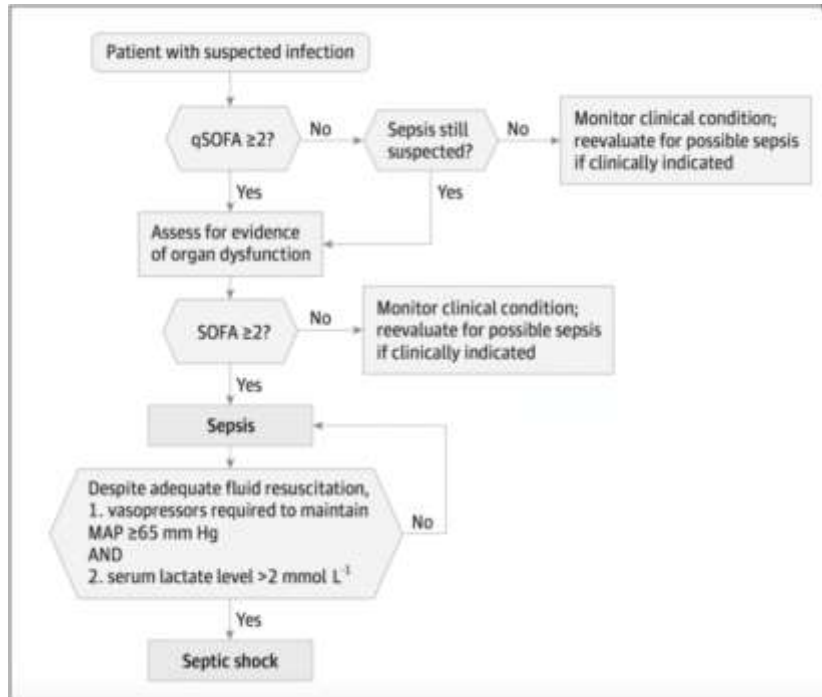 Patient with suspected infection
qSOFA ≥2?
No
Sepsis still
suspected?
No
Monitor clinical condition;
reevaluate for possible sepsis
if clinically indicated
Yes
Yes
Assess for evidence
of organ dysfunction
SOFA ≥2?
No
Monitor clinical condition;
reevaluate for possible sepsis
if clinically indicated
Yes
Sepsis
Despite adequate fluid resuscitation,
1. vasopressors required to maintain
MAP ≥65 mm Hg
AND
2. serum lactate level >2 mmol L⁻¹
No
Yes
Septic shock